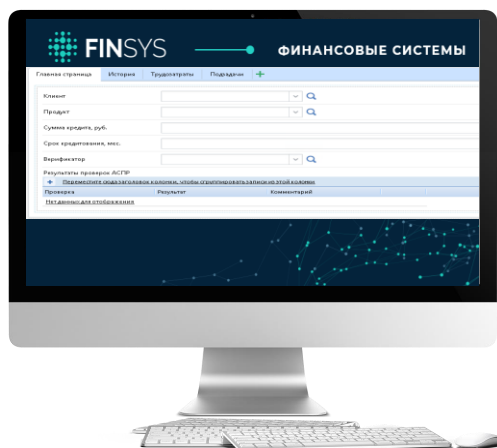 FINSYS ФИНАНСОВЫЕ СИСТЕМЫ
Главная страница История Трудозатраты Подзадачи
Клиент
Продукт
Сумма кредита, руб.
Срок кредитования, мес.
Верификатор
Результаты проверок АСПР
Переместите сюда заголовок колонки, чтобы сгруппировать записи по этой колонке
Проверка Результат Комментарий
Нет данных для отображения